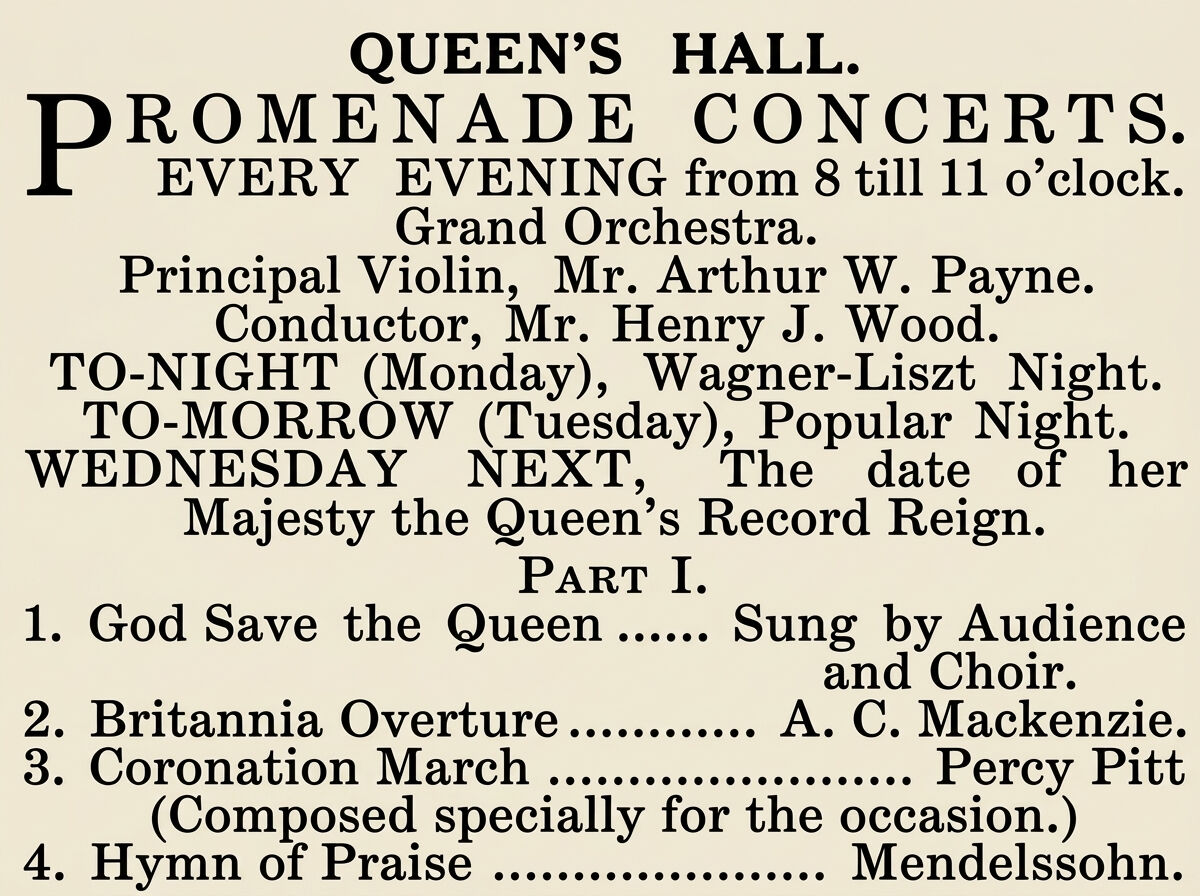 QUEEN’S HALL.
PROMENADE CONCERTS.
EVERY EVENING from 8 till 11 o’clock.
Grand Orchestra.
Principal Violin, Mr. Arthur W. Payne.
Conductor, Mr. Henry J. Wood.
TO-NIGHT (Monday), Wagner-Liszt Night.
TO-MORROW (Tuesday), Popular Night.
WEDNESDAY NEXT, The date of her
Majesty the Queen’s Record Reign.
PART I.
1. God Save the Queen ...... Sung by Audience
and Choir.
2. Britannia Overture ............ A. C. Mackenzie.
3. Coronation March ....................... Percy Pitt
(Composed specially for the occasion.)
4. Hymn of Praise ..................... Mendelssohn.